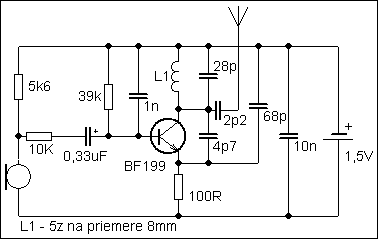 28p
L1
5k6
39k
1n
2p2
68p
10K
0,33uF
4p7
10n
1,5V
BF199
100R
L1 - 5z na priemere 8mm